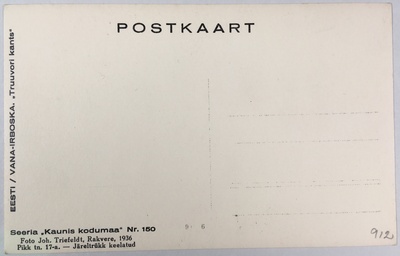 POSTKAART
EESTI / VANA-IRBOSKA. „Truuvori kants“
Seeria „Kaunis kodumaa“ Nr. 150
Foto Joh. Triefeldt, Rakvere, 1936
Pikk tn. 17-a. — Järeltrükk keelatud
912